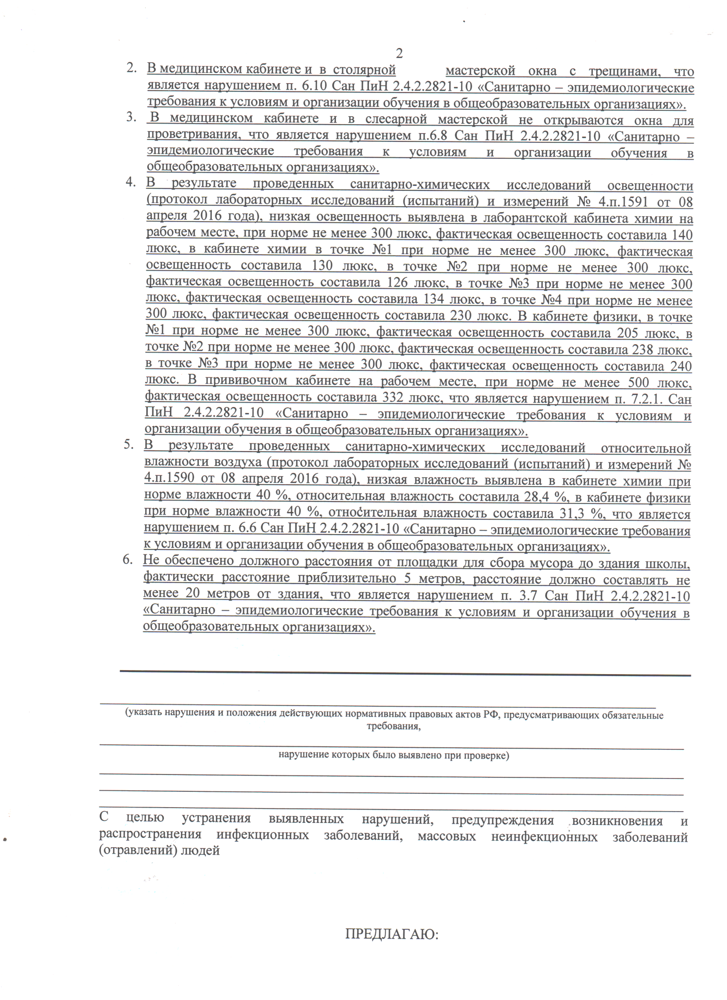 2
2. В медицинском кабинете и в столярной мастерской окна с трещинами, что
является нарушением п. 6.10 Сан ПиН 2.4.2.2821-10 «Санитарно – эпидемиологические
требования к условиям и организации обучения в общеобразовательных организациях».
3. В медицинском кабинете и в слесарной мастерской не открываются окна для
проветривания, что является нарушением п.6.8 Сан ПиН 2.4.2.2821-10 «Санитарно –
эпидемиологические требования к условиям и организации обучения в
общеобразовательных организациях».
4. В результате проведенных санитарно-химических исследований освещенности
(протокол лабораторных исследований (испытаний) и измерений № 4.п.1591 от 08
апреля 2016 года), низкая освещенность выявлена в лаборантской кабинета химии на
рабочем месте, при норме не менее 300 люкс, фактическая освещенность составила 140
люкс, в кабинете химии в точке №1 при норме не менее 300 люкс, фактическая
освещенность составила 130 люкс, в точке №2 при норме не менее 300 люкс,
фактическая освещенность составила 126 люкс, в точке №3 при норме не менее 300
люкс, фактическая освещенность составила 134 люкс, в точке №4 при норме не менее
300 люкс, фактическая освещенность составила 230 люкс. В кабинете физики, в точке
№1 при норме не менее 300 люкс, фактическая освещенность составила 205 люкс, в
точке №2 при норме не менее 300 люкс, фактическая освещенность составила 238 люкс,
в точке №3 при норме не менее 300 люкс, фактическая освещенность составила 240
люкс. В прививочном кабинете на рабочем месте, при норме не менее 500 люкс,
фактическая освещенность составила 332 люкс, что является нарушением п. 7.2.1. Сан
ПиН 2.4.2.2821-10 «Санитарно – эпидемиологические требования к условиям и
организации обучения в общеобразовательных организациях».
5. В результате проведенных санитарно-химических исследований относительной
влажности воздуха (протокол лабораторных исследований (испытаний) и измерений №
4.п.1590 от 08 апреля 2016 года), низкая влажность выявлена в кабинете химии при
норме влажности 40 %, относительная влажность составила 28,4 %, в кабинете физики
при норме влажности 40 %, относительная влажность составила 31,3 %, что является
нарушением п. 6.6 Сан ПиН 2.4.2.2821-10 «Санитарно – эпидемиологические требования
к условиям и организации обучения в общеобразовательных организациях».
6. Не обеспечено должного расстояния от площадки для сбора мусора до здания школы,
фактически расстояние приблизительно 5 метров, расстояние должно составлять не
менее 20 метров от здания, что является нарушением п. 3.7 Сан ПиН 2.4.2.2821-10
«Санитарно – эпидемиологические требования к условиям и организации обучения в
общеобразовательных организациях».
(указать нарушения и положения действующих нормативных правовых актов РФ, предусматривающих обязательные
требования,
нарушение которых было выявлено при проверке)
С целью устранения выявленных нарушений, предупреждения возникновения и
распространения инфекционных заболеваний, массовых неинфекционных заболеваний
(отравлений) людей
ПРЕДЛАГАЮ: